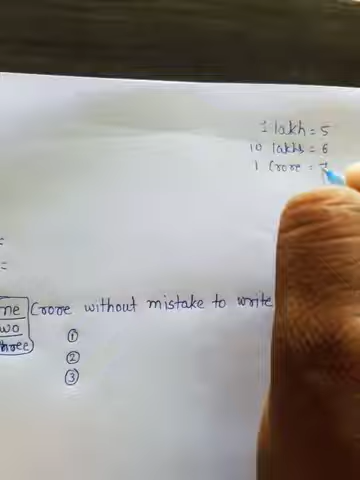 1 lakh = 5
10 lakhs = 6
1 Crore = 7
=
=
ne Crore without mistake to write
wo
hree
①
②
③